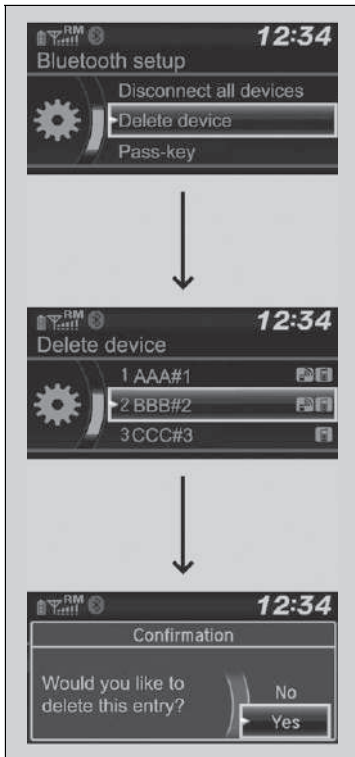 RM 12:34
Bluetooth setup
Disconnect all devices
Delete device
Pass-key
RM 12:34
Delete device
1 AAA#1
2 BBB#2
3 CCC#3
RM 12:34
Confirmation
Would you like to
delete this entry?
No
Yes